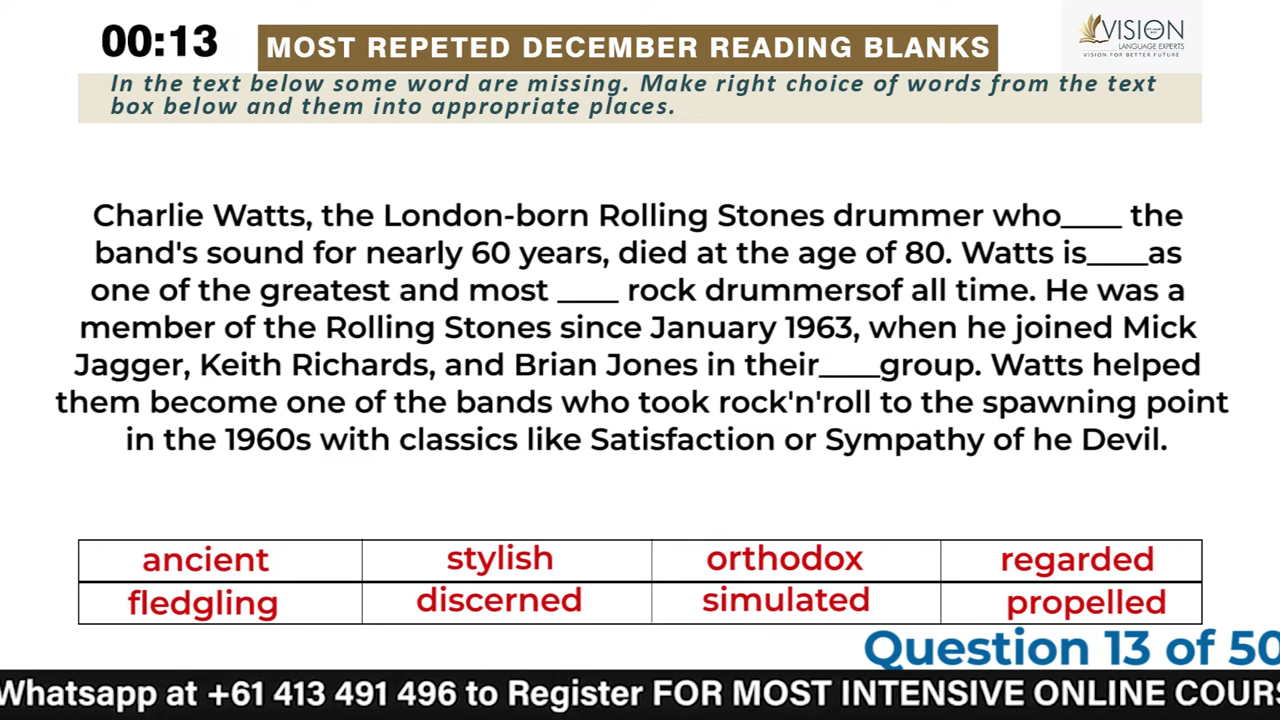 00:13
MOST REPETED DECEMBER READING BLANKS
VISION
LANGUAGE EXPERTS
VISION FOR BETTER FUTURE
In the text below some word are missing. Make right choice of words from the text
box below and them into appropriate places.
Charlie Watts, the London-born Rolling Stones drummer who____ the
band's sound for nearly 60 years, died at the age of 80. Watts is____as
one of the greatest and most ____ rock drummersof all time. He was a
member of the Rolling Stones since January 1963, when he joined Mick
Jagger, Keith Richards, and Brian Jones in their____group. Watts helped
them become one of the bands who took rock'n'roll to the spawning point
in the 1960s with classics like Satisfaction or Sympathy of he Devil.
ancient stylish orthodox regarded
fledgling discerned simulated propelled
Question 13 of 50
Whatsapp at +61 413 491 496 to Register FOR MOST INTENSIVE ONLINE COUR